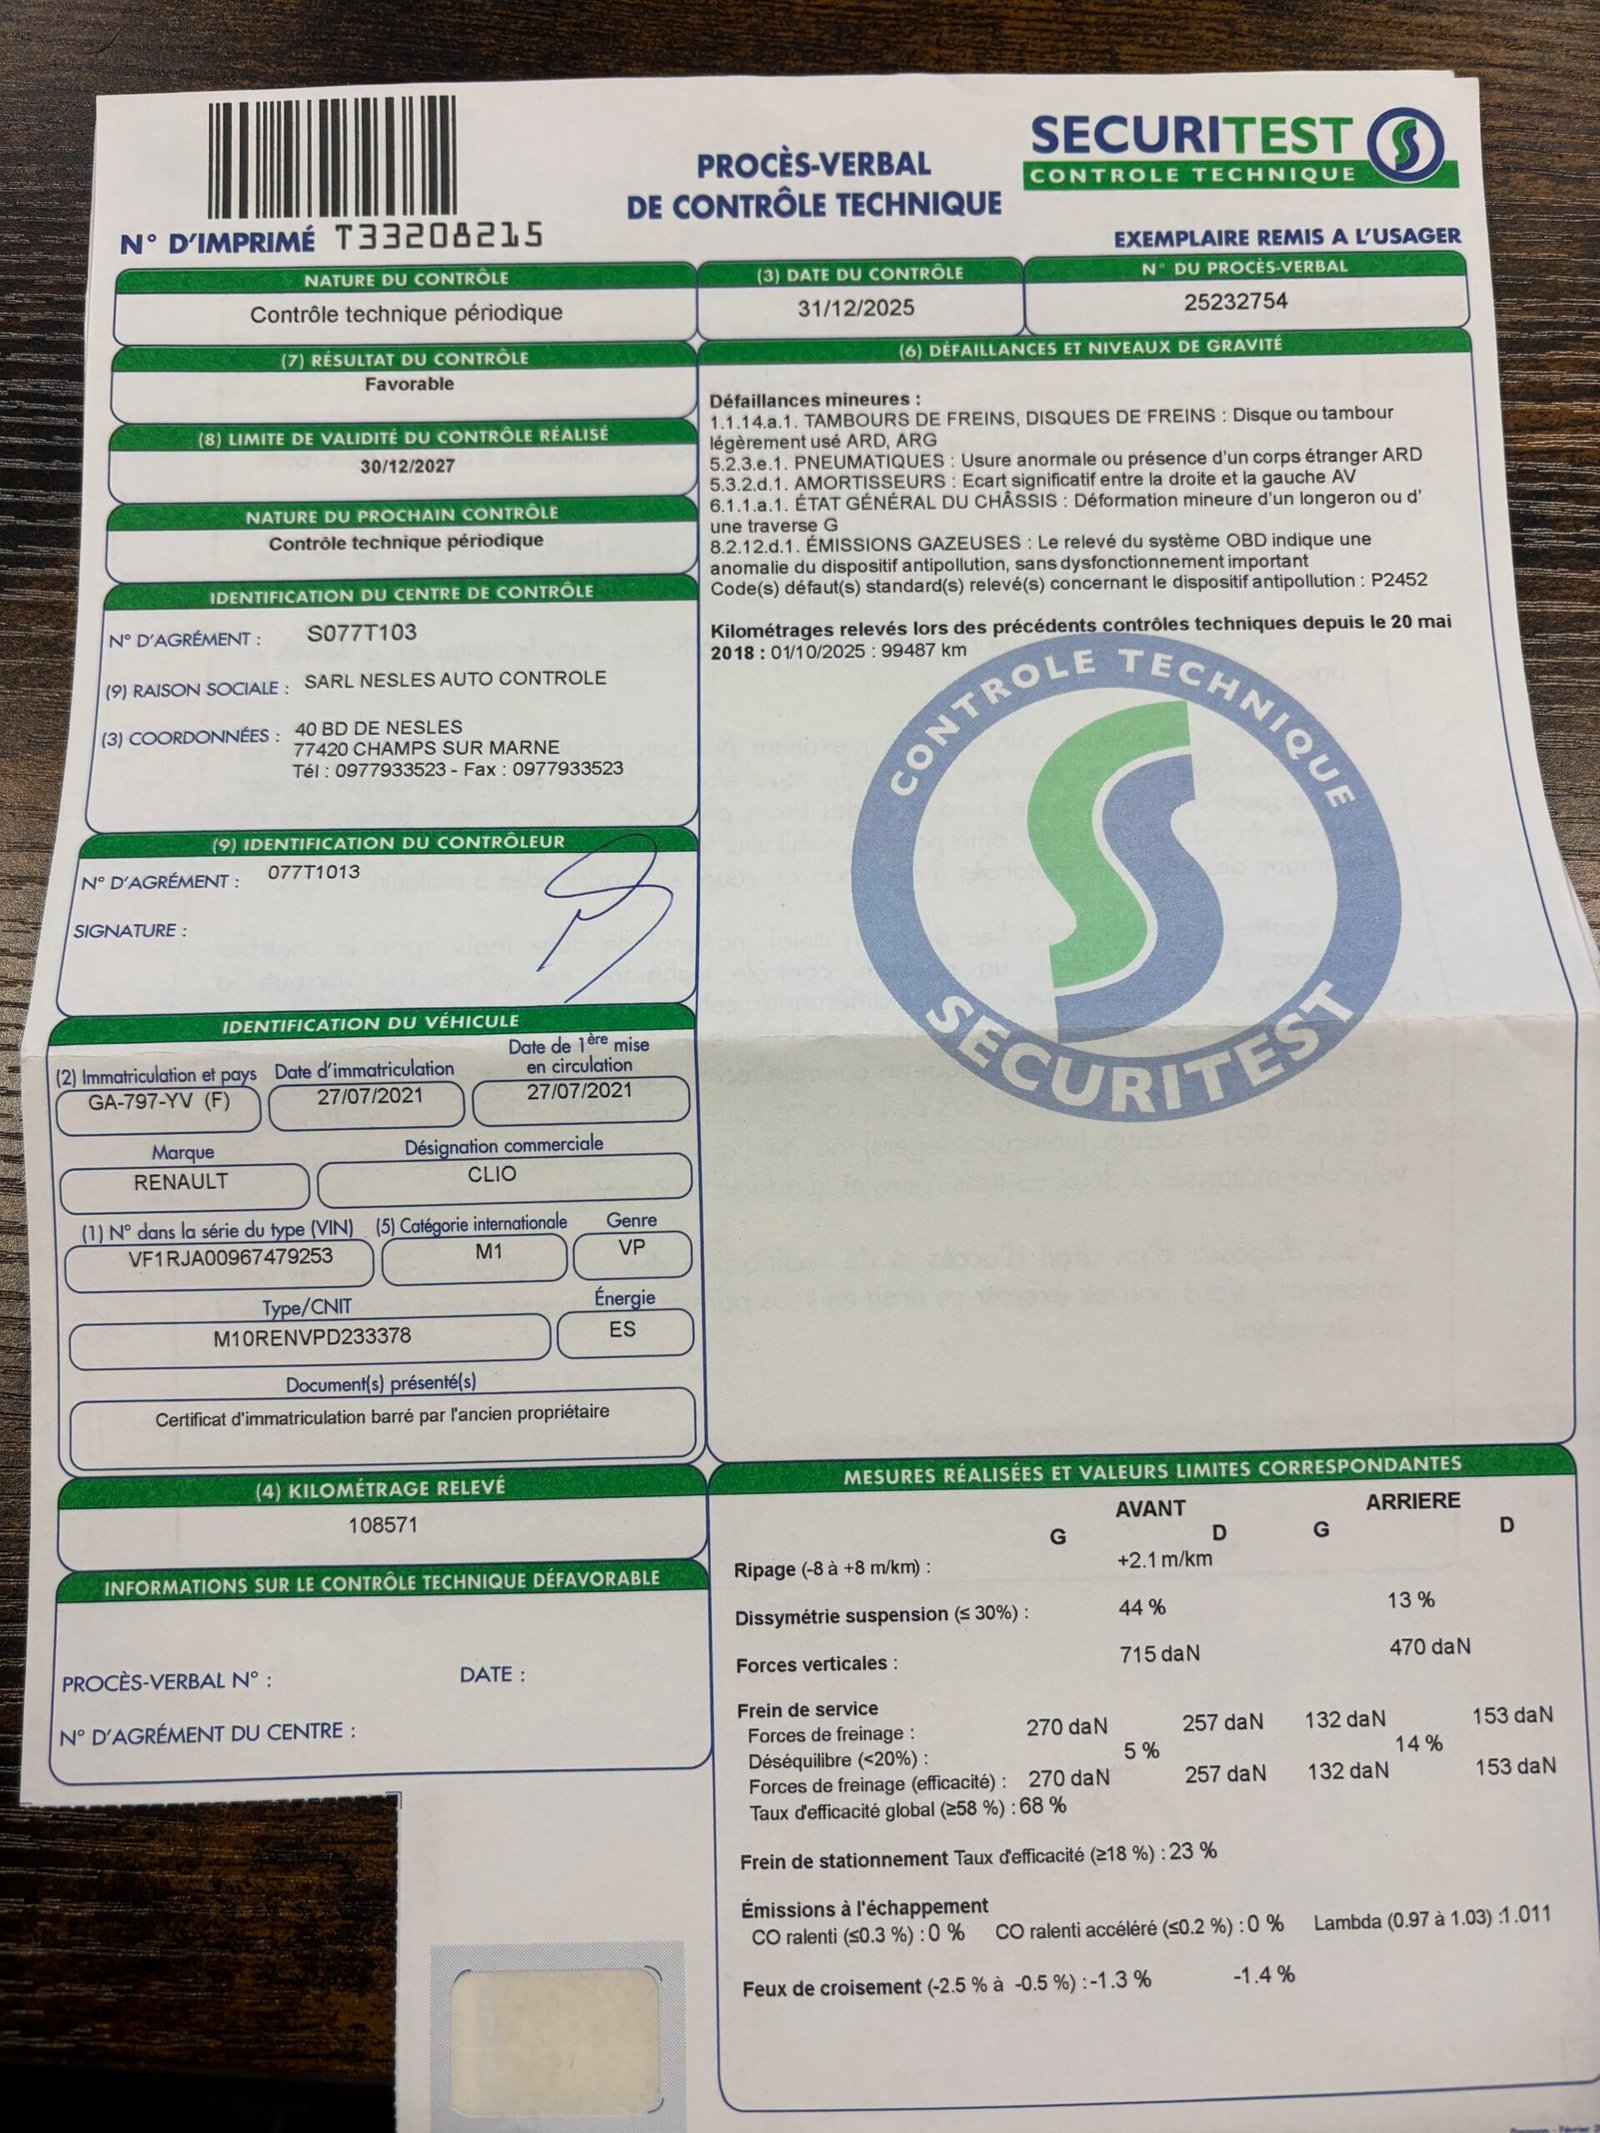 SECURITEST
CONTROLE TECHNIQUE
PROCÈS-VERBAL
DE CONTRÔLE TECHNIQUE
N° D'IMPRIMÉ T33208215
EXEMPLAIRE REMIS A L'USAGER
NATURE DU CONTRÔLE
Contrôle technique périodique
(3) DATE DU CONTRÔLE
31/12/2025
N° DU PROCÈS-VERBAL
25232754
(7) RÉSULTAT DU CONTRÔLE
Favorable
(8) LIMITE DE VALIDITÉ DU CONTRÔLE RÉALISÉ
30/12/2027
NATURE DU PROCHAIN CONTRÔLE
Contrôle technique périodique
IDENTIFICATION DU CENTRE DE CONTRÔLE
N° D'AGRÉMENT : S077T103
(9) RAISON SOCIALE : SARL NESLES AUTO CONTROLE
(3) COORDONNÉES : 40 BD DE NESLES
77420 CHAMPS SUR MARNE
Tél : 0977933523 - Fax : 0977933523
(9) IDENTIFICATION DU CONTRÔLEUR
N° D'AGRÉMENT : 077T1013
SIGNATURE :
IDENTIFICATION DU VÉHICULE
(2) Immatriculation et pays
GA-797-YV (F)
Date d'immatriculation
27/07/2021
Date de 1ère mise
en circulation
27/07/2021
Marque
RENAULT
Désignation commerciale
CLIO
(1) N° dans la série du type (VIN)
VF1RJA00967479253
(5) Catégorie internationale
M1
Genre
VP
Type/CNIT
M10RENVPD233378
Énergie
ES
Document(s) présenté(s)
Certificat d'immatriculation barré par l'ancien propriétaire
(4) KILOMÉTRAGE RELEVÉ
108571
INFORMATIONS SUR LE CONTRÔLE TECHNIQUE DÉFAVORABLE
PROCÈS-VERBAL N° : DATE :
N° D'AGRÉMENT DU CENTRE :
(6) DÉFAILLANCES ET NIVEAUX DE GRAVITÉ
Défaillances mineures :
1.1.14.a.1. TAMBOURS DE FREINS, DISQUES DE FREINS : Disque ou tambour
légèrement usé ARD, ARG
5.2.3.e.1. PNEUMATIQUES : Usure anormale ou présence d'un corps étranger ARD
5.3.2.d.1. AMORTISSEURS : Ecart significatif entre la droite et la gauche AV
6.1.1.a.1. ÉTAT GÉNÉRAL DU CHÂSSIS : Déformation mineure d'un longeron ou d'
une traverse G
8.2.12.d.1. ÉMISSIONS GAZEUSES : Le relevé du système OBD indique une
anomalie du dispositif antipollution, sans dysfonctionnement important
Code(s) défaut(s) standard(s) relevé(s) concernant le dispositif antipollution : P2452
Kilométrages relevés lors des précédents contrôles techniques depuis le 20 mai
2018 : 01/10/2025 : 99487 km
CONTROLE TECHNIQUE
SECURITEST
MESURES RÉALISÉES ET VALEURS LIMITES CORRESPONDANTES
AVANT ARRIERE
G D G D
Ripage (-8 à +8 m/km) : +2.1 m/km
Dissymétrie suspension (≤ 30%) : 44 % 13 %
Forces verticales : 715 daN 470 daN
Frein de service
Forces de freinage : 270 daN 257 daN 132 daN 153 daN
Déséquilibre (<20%) : 5 % 14 %
Forces de freinage (efficacité) : 270 daN 257 daN 132 daN 153 daN
Taux d'efficacité global (≥58 %) : 68 %
Frein de stationnement Taux d'efficacité (≥18 %) : 23 %
Émissions à l'échappement
CO ralenti (≤0.3 %) : 0 % CO ralenti accéléré (≤0.2 %) : 0 % Lambda (0.97 à 1.03) :1.011
Feux de croisement (-2.5 % à -0.5 %) : -1.3 % -1.4 %